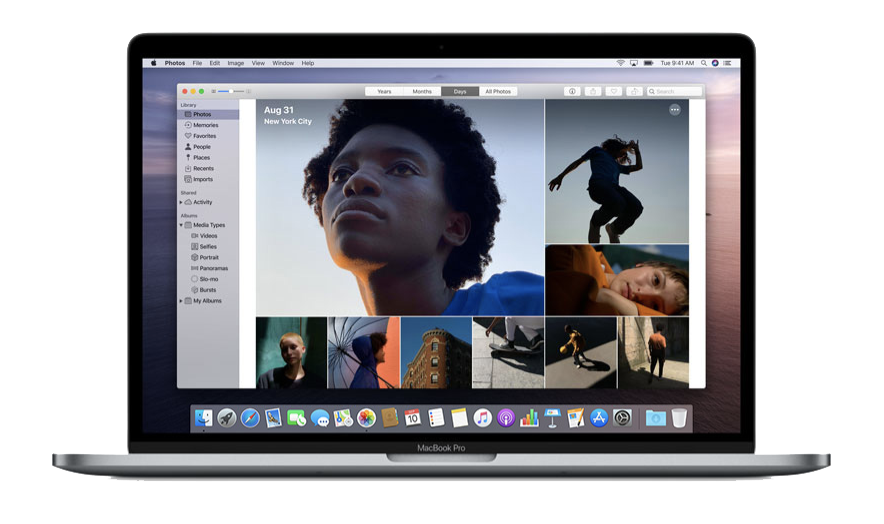 Photos File Edit Image View Window Help
Tue 9:41 AM
Years Months Days All Photos
Search
Library
Photos
Memories
Favorites
People
Places
Recents
Imports
Shared
Activity
Albums
Media Types
Videos
Selfies
Portrait
Panoramas
Slo-mo
Bursts
My Albums
Aug 31
New York City
10
MacBook Pro